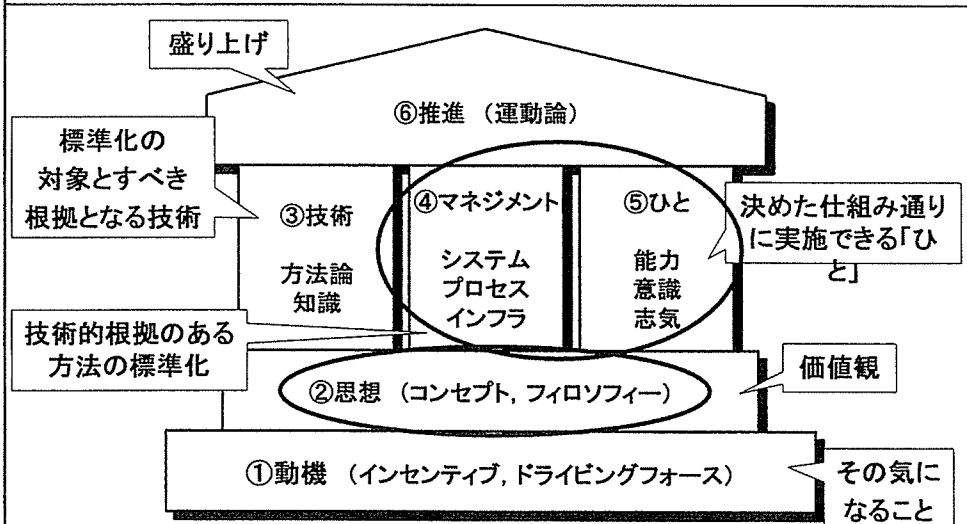 盛り上げ
⑥推進 （運動論）
標準化の
対象とすべき
根拠となる技術
③技術
方法論
知識
④マネジメント
システム
プロセス
インフラ
⑤ひと
能力
意識
志気
決めた仕組み通り
に実施できる「ひ
と」
技術的根拠のある
方法の標準化
②思想 （コンセプト, フィロソフィー）
価値観
①動機 （インセンティブ, ドライビングフォース）
その気に
なること